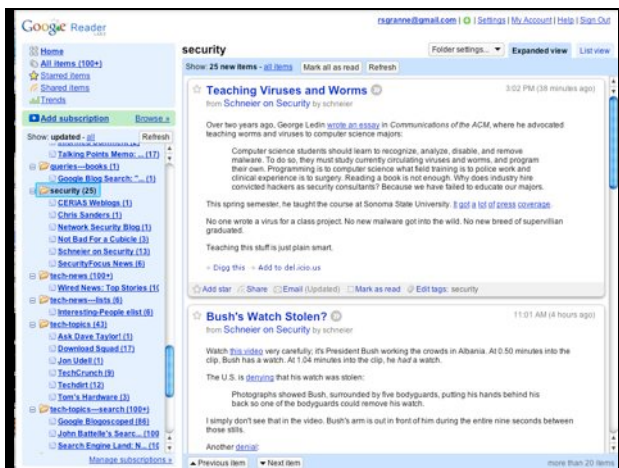 Google Reader
LABS
rsgranne@gmail.com | Settings | My Account | Help | Sign Out
Home
All items (100+)
Starred items
Shared items
Trends
Add subscription Browse »
Show: updated - all Refresh
Talking Points Memo: ... (17)
queries---books (1)
Google Blog Search: "... (1)
security (25)
CERIAS Weblogs (1)
Chris Sanders (1)
Network Security Blog (1)
Not Bad For a Cubicle (3)
Schneier on Security (13)
SecurityFocus News (6)
tech-news (100+)
Wired News: Top Stories (1(
tech-news---lists (6)
Interesting-People elist (6)
tech-topics (43)
Ask Dave Taylor! (1)
Download Squad (17)
Jon Udell (1)
TechCrunch (9)
Techdirt (12)
Tom's Hardware (3)
tech-topics---search (100+)
Google Blogoscoped (86)
John Battelle's Searc... (100
Search Engine Land: N... (1(
Manage subscriptions »
security
Folder settings... Expanded view List view
Show: 25 new items - all items Mark all as read Refresh
Teaching Viruses and Worms
3:02 PM (38 minutes ago)
from Schneier on Security by schneier
Over two years ago, George Ledin wrote an essay in Communications of the ACM, where he advocated
teaching worms and viruses to computer science majors:
Computer science students should learn to recognize, analyze, disable, and remove
malware. To do so, they must study currently circulating viruses and worms, and program
their own. Programming is to computer science what field training is to police work and
clinical experience is to surgery. Reading a book is not enough. Why does industry hire
convicted hackers as security consultants? Because we have failed to educate our majors.
This spring semester, he taught the course at Sonoma State University. It got a lot of press coverage.
No one wrote a virus for a class project. No new malware got into the wild. No new breed of supervillian
graduated.
Teaching this stuff is just plain smart.
Digg this Add to del.icio.us
Add star Share Email (Updated) Mark as read Edit tags: security
Bush's Watch Stolen?
11:01 AM (4 hours ago)
from Schneier on Security by schneier
Watch this video very carefully; it's President Bush working the crowds in Albania. At 0.50 minutes into the
clip, Bush has a watch. At 1.04 minutes into the clip, he had a watch.
The U.S. is denying that his watch was stolen:
Photographs showed Bush, surrounded by five bodyguards, putting his hands behind his
back so one of the bodyguards could remove his watch.
I simply don't see that in the video. Bush's arm is out in front of him during the entire nine seconds between
those stills.
Another denial:
Previous item Next item
more than 20 items